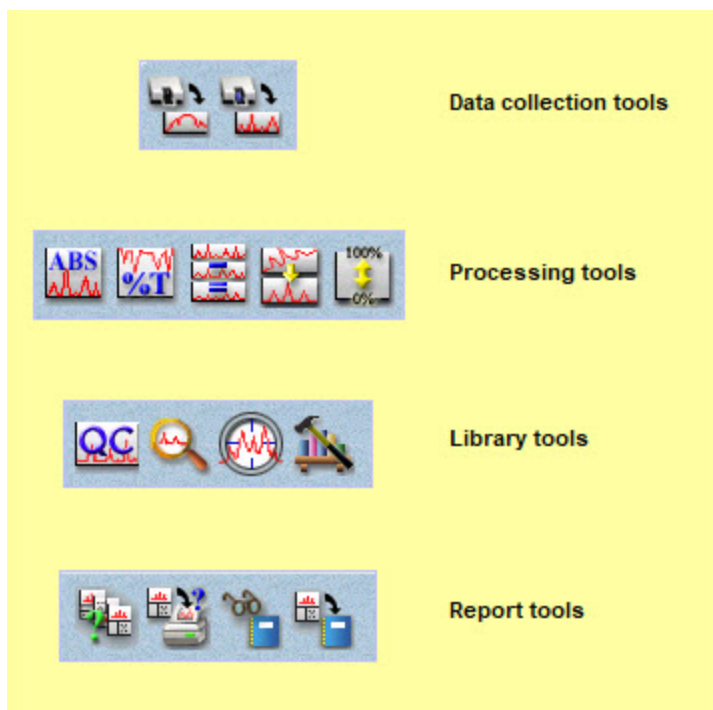 Data collection tools
ABS
%T
100%
0%
Processing tools
QC
Library tools
?
?
Report tools